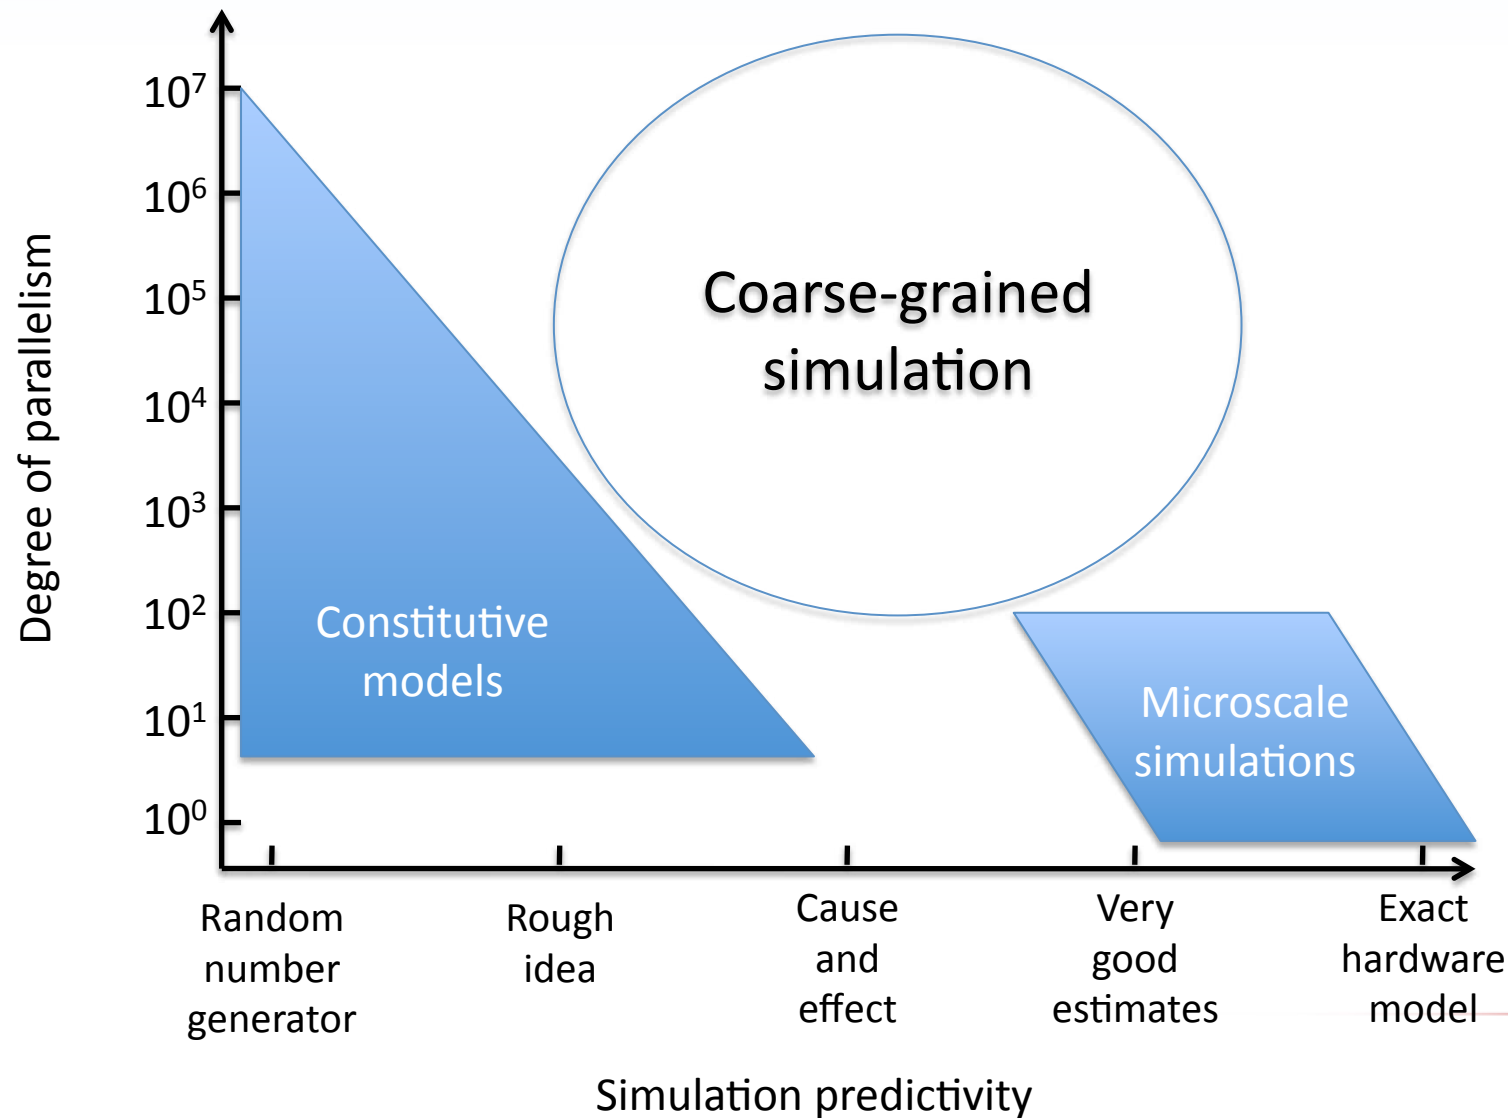 Degree of parallelism
10⁷
10⁶
10⁵
10⁴
10³
10²
10¹
10⁰
Coarse-grained
simulation
Constitutive
models
Microscale
simulations
Random
number
generator
Rough
idea
Cause
and
effect
Very
good
estimates
Exact
hardware
model
Simulation predictivity